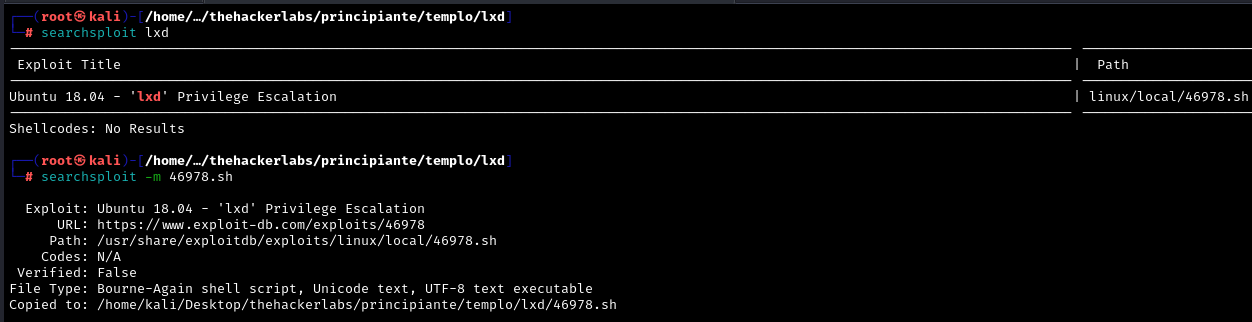 ┌──(root㉿kali)-[/home/…/thehackerlabs/principiante/templo/lxd]
└─# searchsploit lxd
Exploit Title | Path
Ubuntu 18.04 - 'lxd' Privilege Escalation | linux/local/46978.sh
Shellcodes: No Results
┌──(root㉿kali)-[/home/…/thehackerlabs/principiante/templo/lxd]
└─# searchsploit -m 46978.sh
Exploit: Ubuntu 18.04 - 'lxd' Privilege Escalation
URL: https://www.exploit-db.com/exploits/46978
Path: /usr/share/exploitdb/exploits/linux/local/46978.sh
Codes: N/A
Verified: False
File Type: Bourne-Again shell script, Unicode text, UTF-8 text executable
Copied to: /home/kali/Desktop/thehackerlabs/principiante/templo/lxd/46978.sh